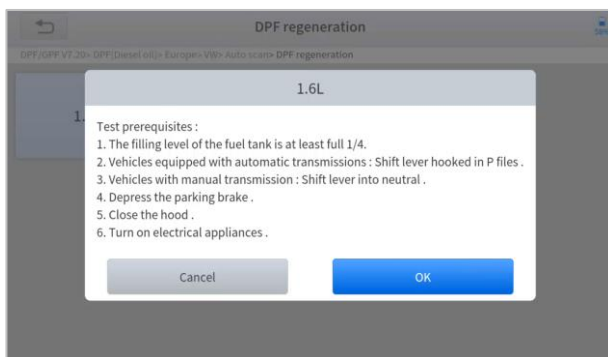 DPF regeneration
DPF/GPF V7.20> DPF(Diesel oil)> Europe> VW> Auto scan> DPF regeneration
1.6L
1.
Test prerequisites :
1. The filling level of the fuel tank is at least full 1/4.
2. Vehicles equipped with automatic transmissions : Shift lever hooked in P files .
3. Vehicles with manual transmission : Shift lever into neutral .
4. Depress the parking brake .
5. Close the hood .
6. Turn on electrical appliances .
Cancel
OK